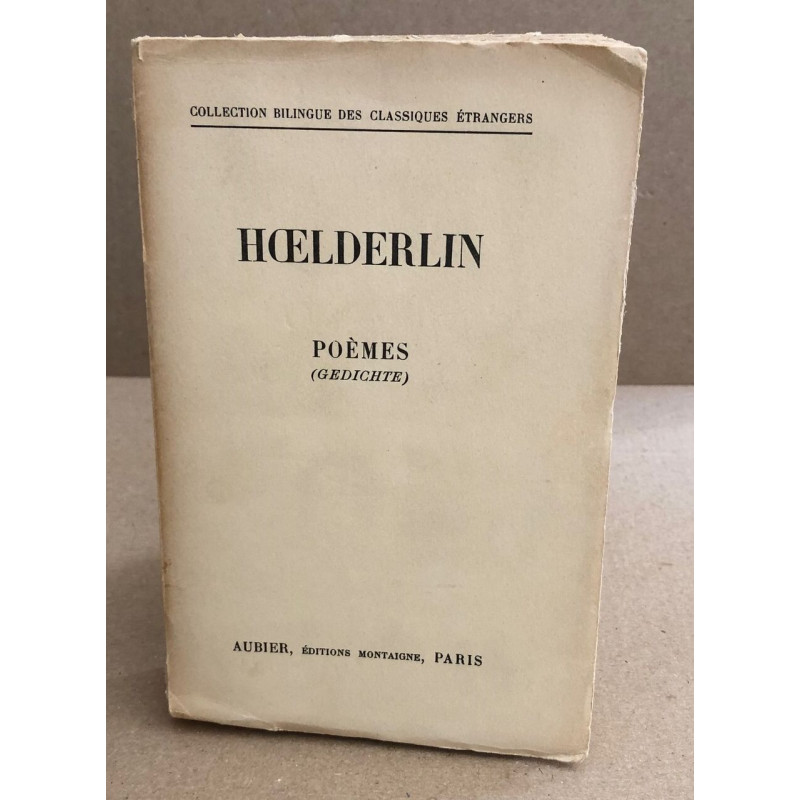 COLLECTION BILINGUE DES CLASSIQUES ÉTRANGERS
HŒLDERLIN
POÈMES
(GEDICHTE)
AUBIER, ÉDITIONS MONTAIGNE, PARIS